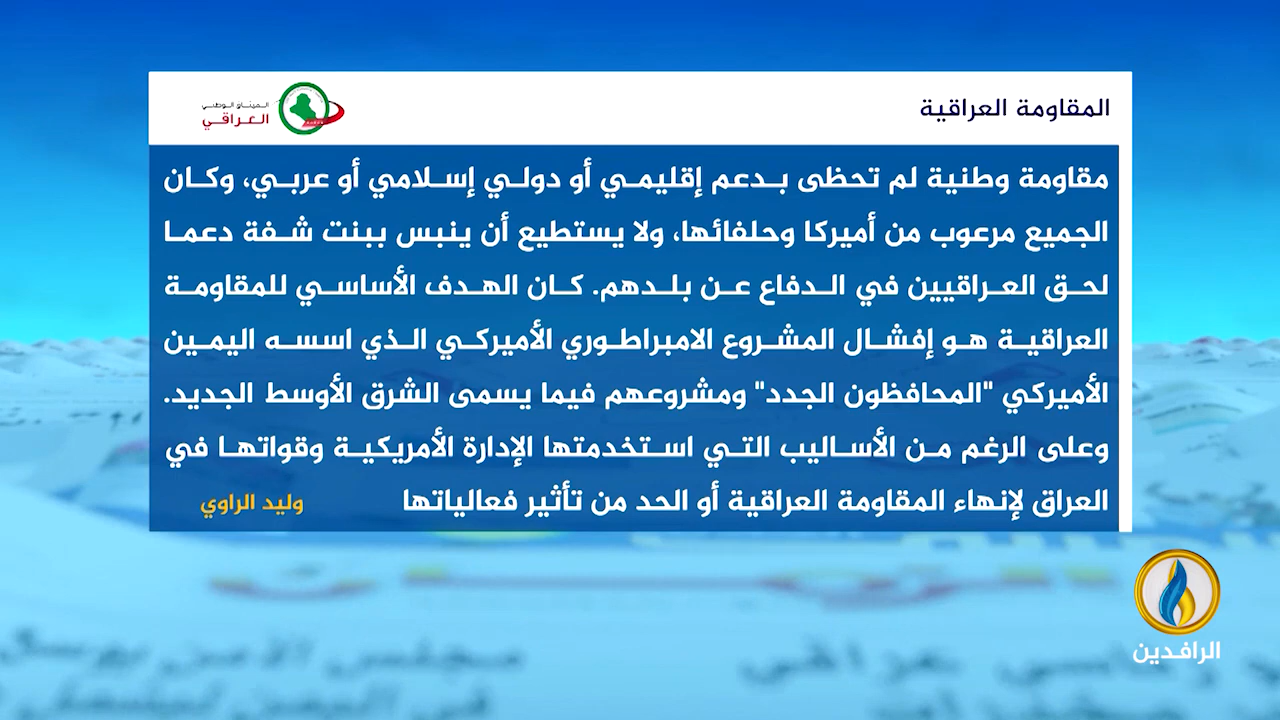 المقاومة العراقية
الميثاق الوطني
العراقي
مقاومة وطنية لم تحظى بدعم إقليمي أو دولي إسلامي أو عربي، وكان
الجميع مرعوب من أميركا وحلفائها، ولا يستطيع أن ينبس ببنت شفة دعما
لحق العراقيين في الدفاع عن بلدهم. كان الهدف الأساسي للمقاومة
العراقية هو إفشال المشروع الامبراطوري الأميركي الذي اسسه اليمين
الأميركي "المحافظون الجدد" ومشروعهم فيما يسمى الشرق الأوسط الجديد.
وعلى الرغم من الأساليب التي استخدمتها الإدارة الأمريكية وقواتها في
العراق لإنهاء المقاومة العراقية أو الحد من تأثير فعالياتها
وليد الراوي
الرافدين
مجلس الأمن
في اليمن